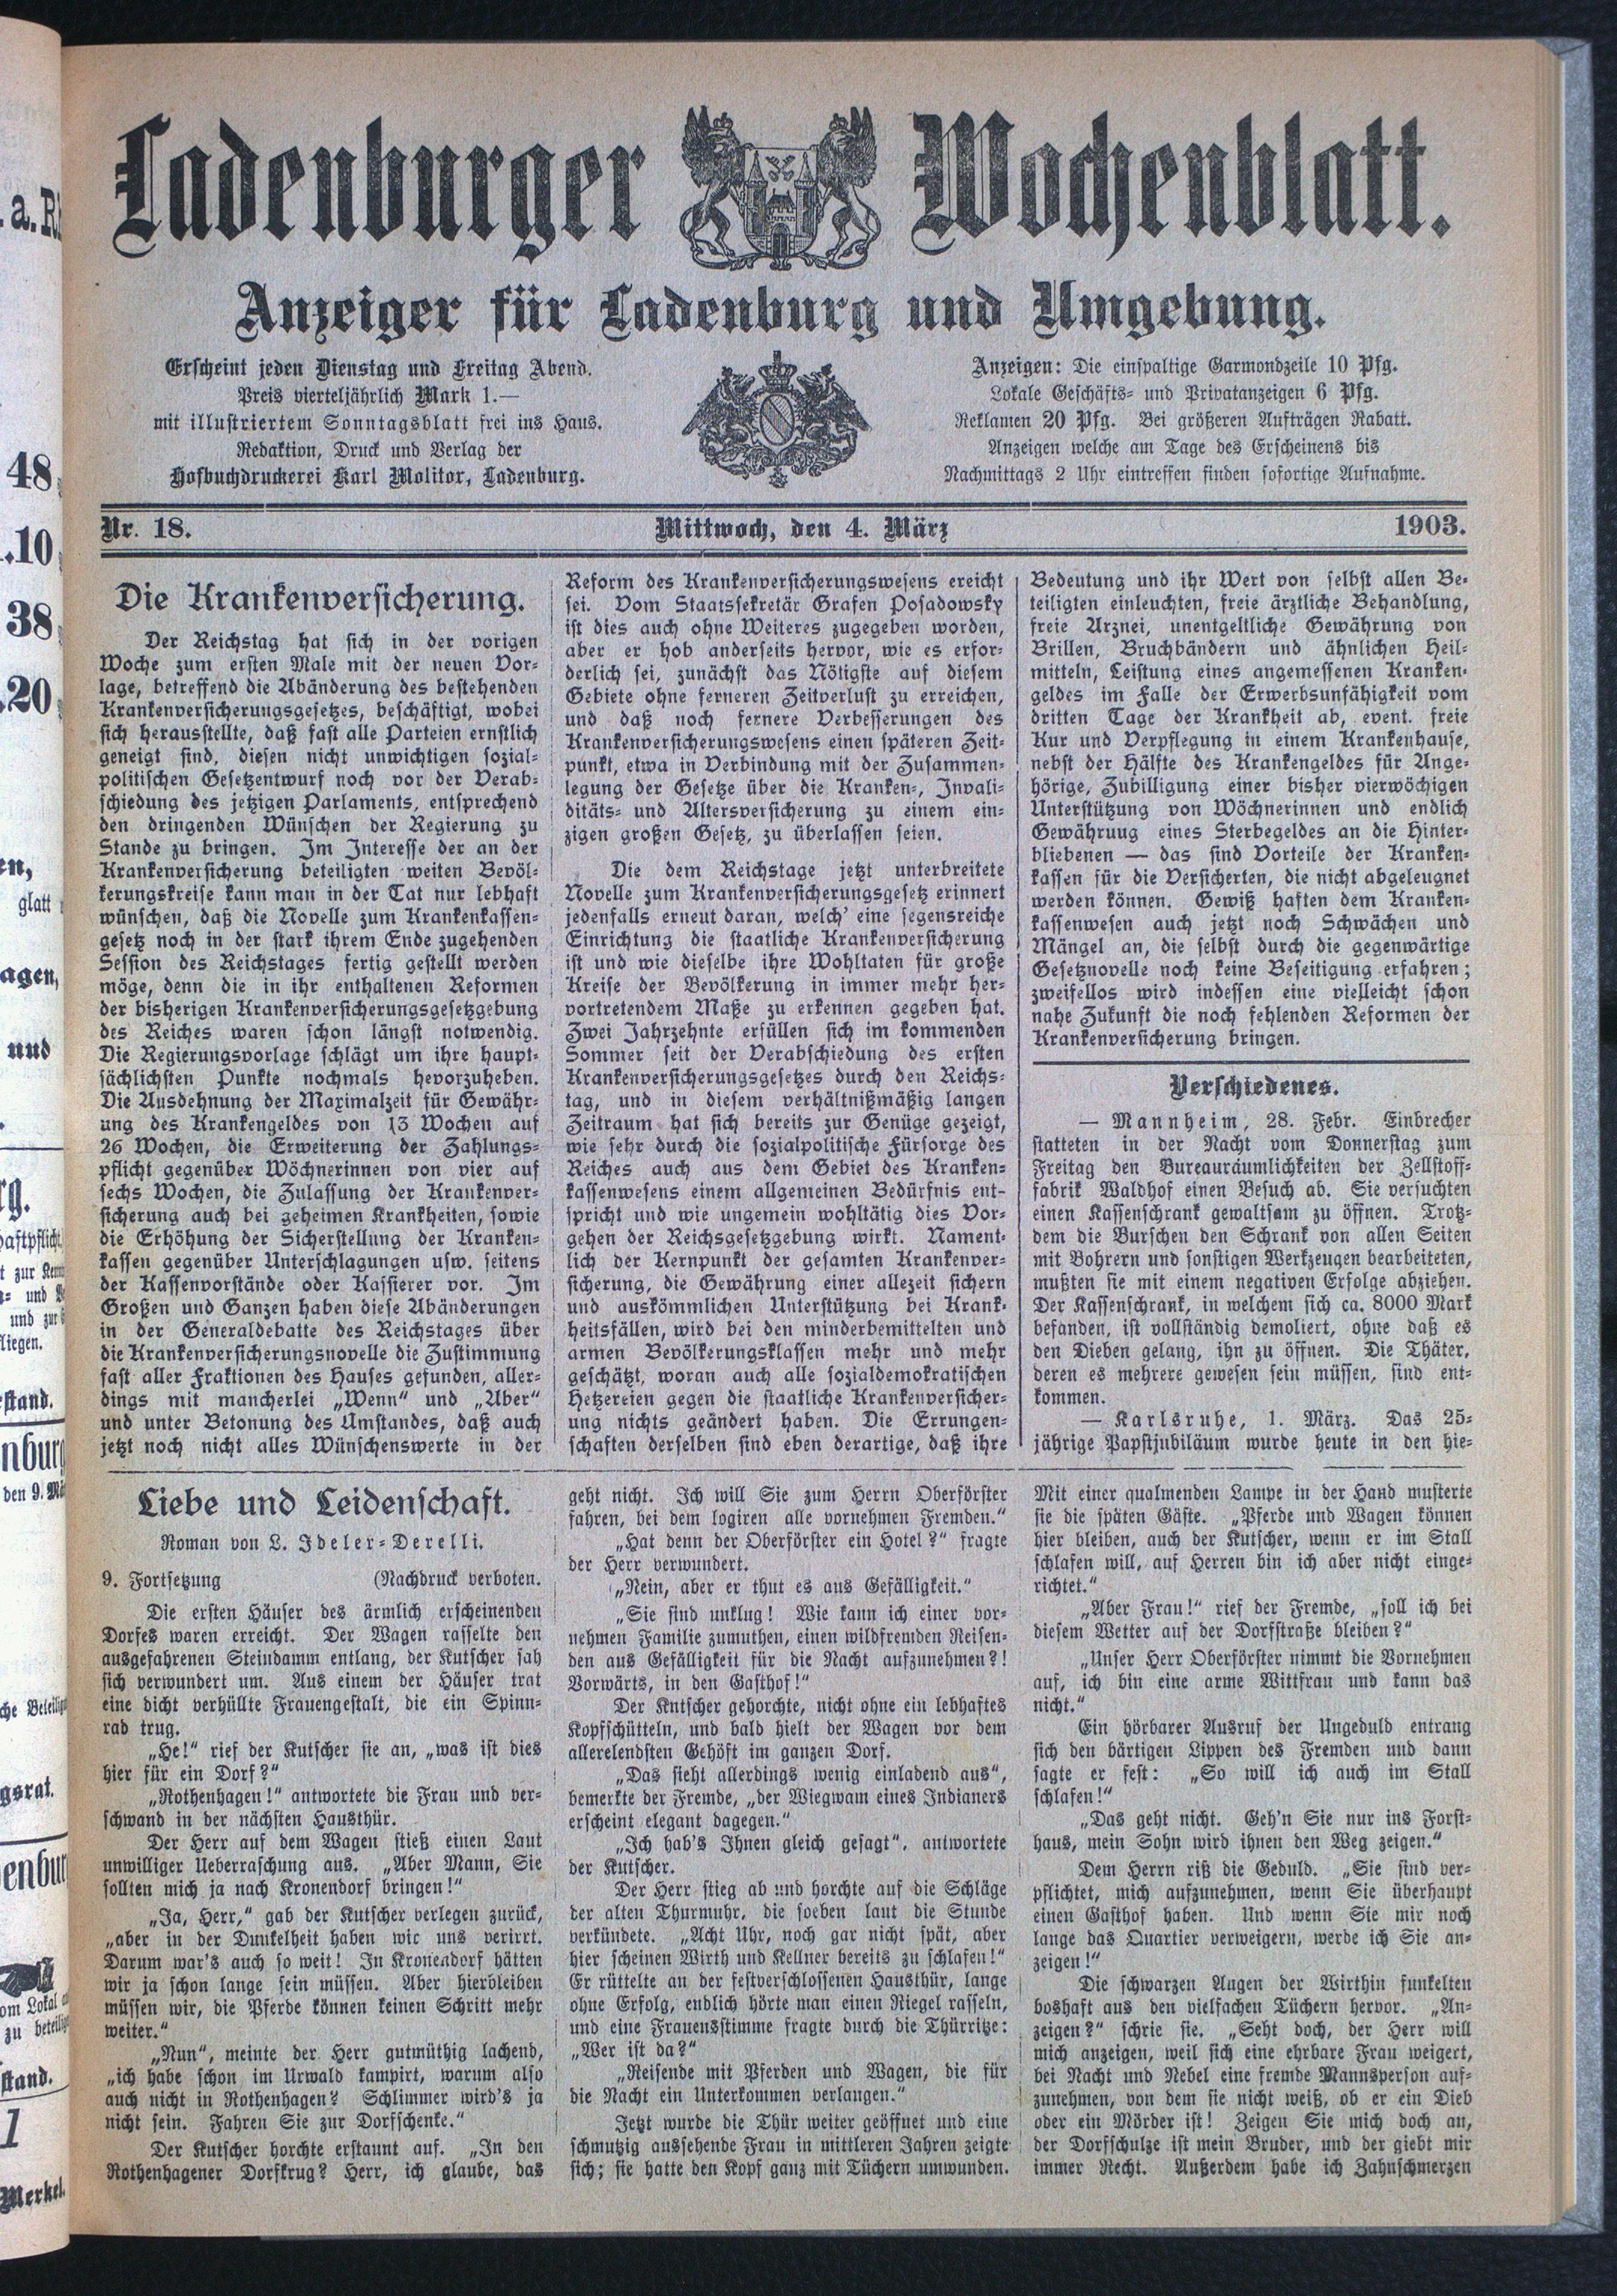 Ladenburger Wochenblatt.
Anzeiger für Ladenburg und Umgebung.
Erscheint jeden Dienstag und Freitag Abend.
Preis vierteljährlich Mark 1.—
mit illustriertem Sonntagsblatt frei ins Haus.
Redaktion, Druck und Verlag der
Hofbuchdruckerei Karl Molitor, Ladenburg.
Anzeigen: Die einspaltige Garmondzeile 10 Pfg.
Lokale Geschäfts- und Privatanzeigen 6 Pfg.
Reklamen 20 Pfg. Bei größeren Aufträgen Rabatt.
Anzeigen welche am Tage des Erscheinens bis
Nachmittags 2 Uhr eintreffen finden sofortige Aufnahme.
Nr. 18. Mittwoch, den 4. März 1903.
Die Krankenversicherung.
Der Reichstag hat sich in der vorigen
Woche zum ersten Male mit der neuen Vor-
lage, betreffend die Abänderung des bestehenden
Krankenversicherungsgesetzes, beschäftigt, wobei
sich herausstellte, daß fast alle Parteien ernstlich
geneigt sind, diesen nicht unwichtigen sozial-
politischen Gesetzentwurf noch vor der Verab-
schiedung des jetzigen Parlaments, entsprechend
den dringenden Wünschen der Regierung zu
Stande zu bringen. Im Interesse der an der
Krankenversicherung beteiligten weiten Bevöl-
kerungskreise kann man in der Tat nur lebhaft
wünschen, daß die Novelle zum Krankenkassen-
gesetz noch in der stark ihrem Ende zugehenden
Session des Reichstages fertig gestellt werden
möge, denn die in ihr enthaltenen Reformen
der bisherigen Krankenversicherungsgesetzgebung
des Reiches waren schon längst notwendig.
Die Regierungsvorlage schlägt um ihre haupt-
sächlichsten Punkte nochmals hevorzuheben.
Die Ausdehnung der Maximalzeit für Gewähr-
ung des Krankengeldes von 13 Wochen auf
26 Wochen, die Erweiterung der Zahlungs-
pflicht gegenüber Wöchnerinnen von vier auf
sechs Wochen, die Zulassung der Krankenver-
sicherung auch bei geheimen Krankheiten, sowie
die Erhöhung der Sicherstellung der Kranken-
kassen gegenüber Unterschlagungen usw. seitens
der Kassenvorstände oder Kassierer vor. Im
Großen und Ganzen haben diese Abänderungen
in der Generaldebatte des Reichstages über
die Krankenversicherungsnovelle die Zustimmung
fast aller Fraktionen des Hauses gefunden, aller-
dings mit mancherlei „Wenn“ und „Aber“
und unter Betonung des Umstandes, daß auch
jetzt noch nicht alles Wünschenswerte in der
Reform des Krankenversicherungswesens ereicht
sei. Vom Staatssekretär Grafen Posadowsky
ist dies auch ohne Weiteres zugegeben worden,
aber er hob anderseits hervor, wie es erfor-
derlich sei, zunächst das Nötigste auf diesem
Gebiete ohne ferneren Zeitverlust zu erreichen,
und daß noch fernere Verbesserungen des
Krankenversicherungswesens einen späteren Zeit-
punkt, etwa in Verbindung mit der Zusammen-
legung der Gesetze über die Kranken-, Invali-
ditäts- und Altersversicherung zu einem ein-
zigen großen Gesetz, zu überlassen seien.
Die dem Reichstage jetzt unterbreitete
Novelle zum Krankenversicherungsgesetz erinnert
jedenfalls erneut daran, welch' eine segensreiche
Einrichtung die staatliche Krankenversicherung
ist und wie dieselbe ihre Wohltaten für große
Kreise der Bevölkerung in immer mehr her-
vortretendem Maße zu erkennen gegeben hat.
Zwei Jahrzehnte erfüllen sich im kommenden
Sommer seit der Verabschiedung des ersten
Krankenversicherungsgesetzes durch den Reichs-
tag, und in diesem verhältnißmäßig langen
Zeitraum hat sich bereits zur Genüge gezeigt,
wie sehr durch die sozialpolitische Fürsorge des
Reiches auch aus dem Gebiet des Kranken-
kassenwesens einem allgemeinen Bedürfnis ent-
spricht und wie ungemein wohltätig dies Vor-
gehen der Reichsgesetzgebung wirkt. Nament-
lich der Kernpunkt der gesamten Krankenver-
sicherung, die Gewährung einer allezeit sichern
und auskömmlichen Unterstützung bei Krank-
heitsfällen, wird bei den minderbemittelten und
armen Bevölkerungsklassen mehr und mehr
geschätzt, woran auch alle sozialdemokratischen
Hetzereien gegen die staatliche Krankenversicher-
ung nichts geändert haben. Die Errungen-
schaften derselben sind eben derartige, daß ihre
Bedeutung und ihr Wert von selbst allen Be-
teiligten einleuchten, freie ärztliche Behandlung,
freie Arznei, unentgeltliche Gewährung von
Brillen, Bruchbändern und ähnlichen Heil-
mitteln, Leistung eines angemessenen Kranken-
geldes im Falle der Erwerbsunfähigkeit vom
dritten Tage der Krankheit ab, event. freie
Kur und Verpflegung in einem Krankenhause,
nebst der Hälfte des Krankengeldes für Ange-
hörige, Zubilligung einer bisher vierwöchigen
Unterstützung von Wöchnerinnen und endlich
Gewähruug eines Sterbegeldes an die Hinter-
bliebenen — das sind Vorteile der Kranken-
kassen für die Versicherten, die nicht abgeleugnet
werden können. Gewiß haften dem Kranken-
kassenwesen auch jetzt noch Schwächen und
Mängel an, die selbst durch die gegenwärtige
Gesetznovelle noch keine Beseitigung erfahren;
zweifellos wird indessen eine vielleicht schon
nahe Zukunft die noch fehlenden Reformen der
Krankenversicherung bringen.
Verschiedenes.
— Mannheim, 28. Febr. Einbrecher
statteten in der Nacht vom Donnerstag zum
Freitag den Bureauräumlichkeiten der Zellstoff-
fabrik Waldhof einen Besuch ab. Sie versuchten
einen Kassenschrank gewaltsam zu öffnen. Trotz-
dem die Burschen den Schrank von allen Seiten
mit Bohrern und sonstigen Werkzeugen bearbeiteten,
mußten sie mit einem negativen Erfolge abziehen.
Der Kassenschrank, in welchem sich ca. 8000 Mark
befanden, ist vollständig demoliert, ohne daß es
den Dieben gelang, ihn zu öffnen. Die Thäter,
deren es mehrere gewesen sein müssen, sind ent-
kommen.
— Karlsruhe, 1. März. Das 25-
jährige Papstjubiläum wurde heute in den hie-
Liebe und Leidenschaft.
Roman von L. Ideler-Derelli.
9. Fortsetzung (Nachdruck verboten.
Die ersten Häuser des ärmlich erscheinenden
Dorfes waren erreicht. Der Wagen rasselte den
ausgefahrenen Steindamm entlang, der Kutscher sah
sich verwundert um. Aus einem der Häuser trat
eine dicht verhüllte Frauengestalt, die ein Spinn-
rad trug.
„He!“ rief der Kutscher sie an, „was ist dies
hier für ein Dorf?“
„Rothenhagen!“ antwortete die Frau und ver-
schwand in der nächsten Hausthür.
Der Herr auf dem Wagen stieß einen Laut
unwilliger Ueberraschung aus. „Aber Mann, Sie
sollten mich ja nach Kronendorf bringen!“
„Ja, Herr,“ gab der Kutscher verlegen zurück,
„aber in der Dunkelheit haben wir uns verirrt.
Darum war's auch so weit! In Kronendorf hätten
wir ja schon lange sein müssen. Aber hierbleiben
müssen wir, die Pferde können keinen Schritt mehr
weiter.“
„Nun“, meinte der Herr gutmüthig lachend,
„ich habe schon im Urwald kampirt, warum also
auch nicht in Rothenhagen? Schlimmer wird's ja
nicht sein. Fahren Sie zur Dorfschenke.“
Der Kutscher horchte erstaunt auf. „In den
Rothenhagener Dorfkrug? Herr, ich glaube, das
geht nicht. Ich will Sie zum Herrn Oberförster
fahren, bei dem logiren alle vornehmen Fremden.“
„Hat denn der Oberförster ein Hotel?“ fragte
der Herr verwundert.
„Nein, aber er thut es aus Gefälligkeit.“
„Sie sind unklug! Wie kann ich einer vor-
nehmen Familie zumuthen, einen wildfremden Reisen-
den aus Gefälligkeit für die Nacht aufzunehmen?!
Vorwärts, in den Gasthof!“
Der Kutscher gehorchte, nicht ohne ein lebhaftes
Kopfschütteln, und bald hielt der Wagen vor dem
allerelendsten Gehöft im ganzen Dorf.
„Das sieht allerdings wenig einladend aus“,
bemerkte der Fremde, „der Wiegwam eines Indianers
erscheint elegant dagegen.“
„Ich hab's Ihnen gleich gesagt“, antwortete
der Kutscher.
Der Herr stieg ab und horchte auf die Schläge
der alten Thurmuhr, die soeben laut die Stunde
verkündete. „Acht Uhr, noch gar nicht spät, aber
hier scheinen Wirth und Kellner bereits zu schlafen!“
Er rüttelte an der festverschlossenen Hausthür, lange
ohne Erfolg, endlich hörte man einen Riegel rasseln,
und eine Frauensstimme fragte durch die Thürritze:
„Wer ist da?“
„Reisende mit Pferden und Wagen, die für
die Nacht ein Unterkommen verlangen.“
Jetzt wurde die Thür weiter geöffnet und eine
schmutzig aussehende Frau in mittleren Jahren zeigte
sich; sie hatte den Kopf ganz mit Tüchern umwunden.
Mit einer qualmenden Lampe in der Hand musterte
sie die späten Gäste. „Pferde und Wagen können
hier bleiben, auch der Kutscher, wenn er im Stall
schlafen will, auf Herren bin ich aber nicht einge-
richtet.“
„Aber Frau!“ rief der Fremde, „soll ich bei
diesem Wetter auf der Dorfstraße bleiben?“
„Unser Herr Oberförster nimmt die Vornehmen
auf, ich bin eine arme Wittfrau und kann das
nicht.“
Ein hörbarer Ausruf der Ungeduld entrang
sich den bärtigen Lippen des Fremden und dann
sagte er fest: „So will ich auch im Stall
schlafen!“
„Das geht nicht. Geh'n Sie nur ins Forst-
haus, mein Sohn wird ihnen den Weg zeigen.“
Dem Herrn riß die Geduld. „Sie sind ver-
pflichtet, mich aufzunehmen, wenn Sie überhaupt
einen Gasthof haben. Und wenn Sie mir noch
lange das Quartier verweigern, werde ich Sie an-
zeigen!“
Die schwarzen Augen der Wirthin funkelten
boshaft aus den vielfachen Tüchern hervor. „An-
zeigen?“ schrie sie. „Seht doch, der Herr will
mich anzeigen, weil sich eine ehrbare Frau weigert,
bei Nacht und Nebel eine fremde Mannsperson auf-
zunehmen, von dem sie nicht weiß, ob er ein Dieb
oder ein Mörder ist! Zeigen Sie mich doch an,
der Dorfschulze ist mein Bruder, und der giebt mir
immer Recht. Außerdem habe ich Zahnschmerzen